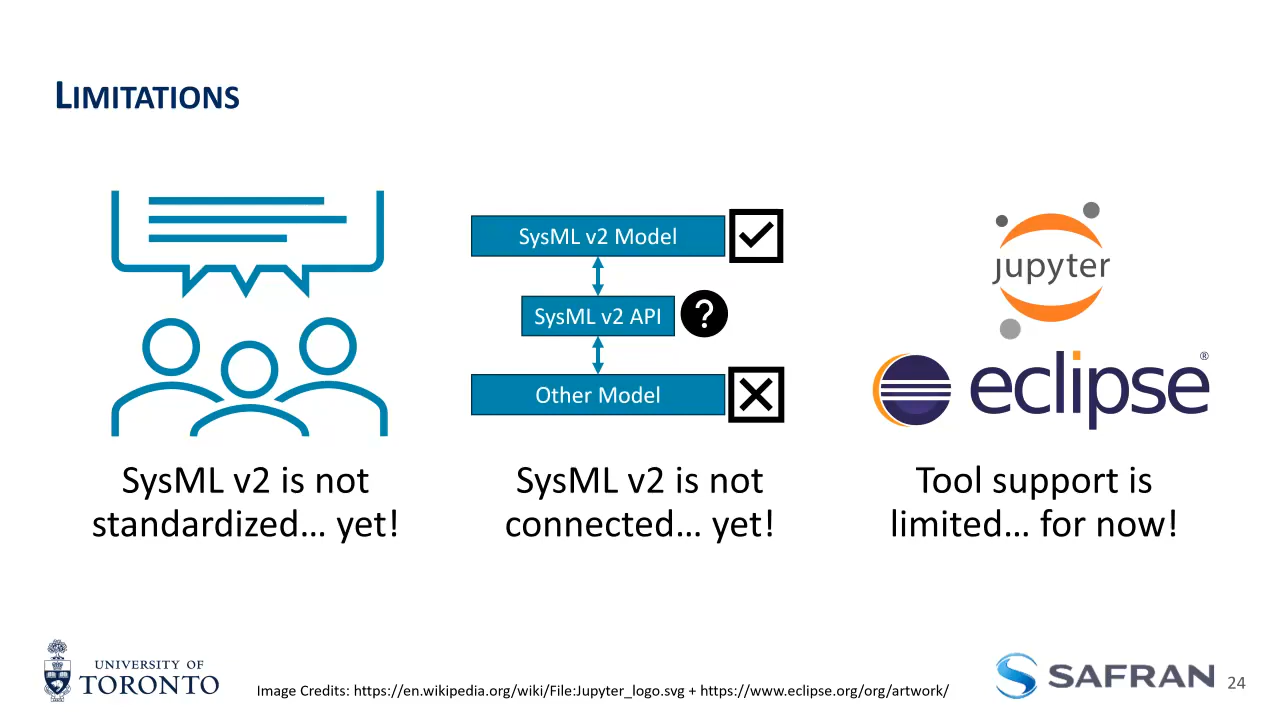 LIMITATIONS
SysML v2 Model
SysML v2 API
?
Other Model
jupyter
eclipse®
SysML v2 is not
standardized… yet!
SysML v2 is not
connected… yet!
Tool support is
limited… for now!
UNIVERSITY OF
TORONTO
Image Credits: https://en.wikipedia.org/wiki/File:Jupyter_logo.svg + https://www.eclipse.org/org/artwork/
SAFRAN
24